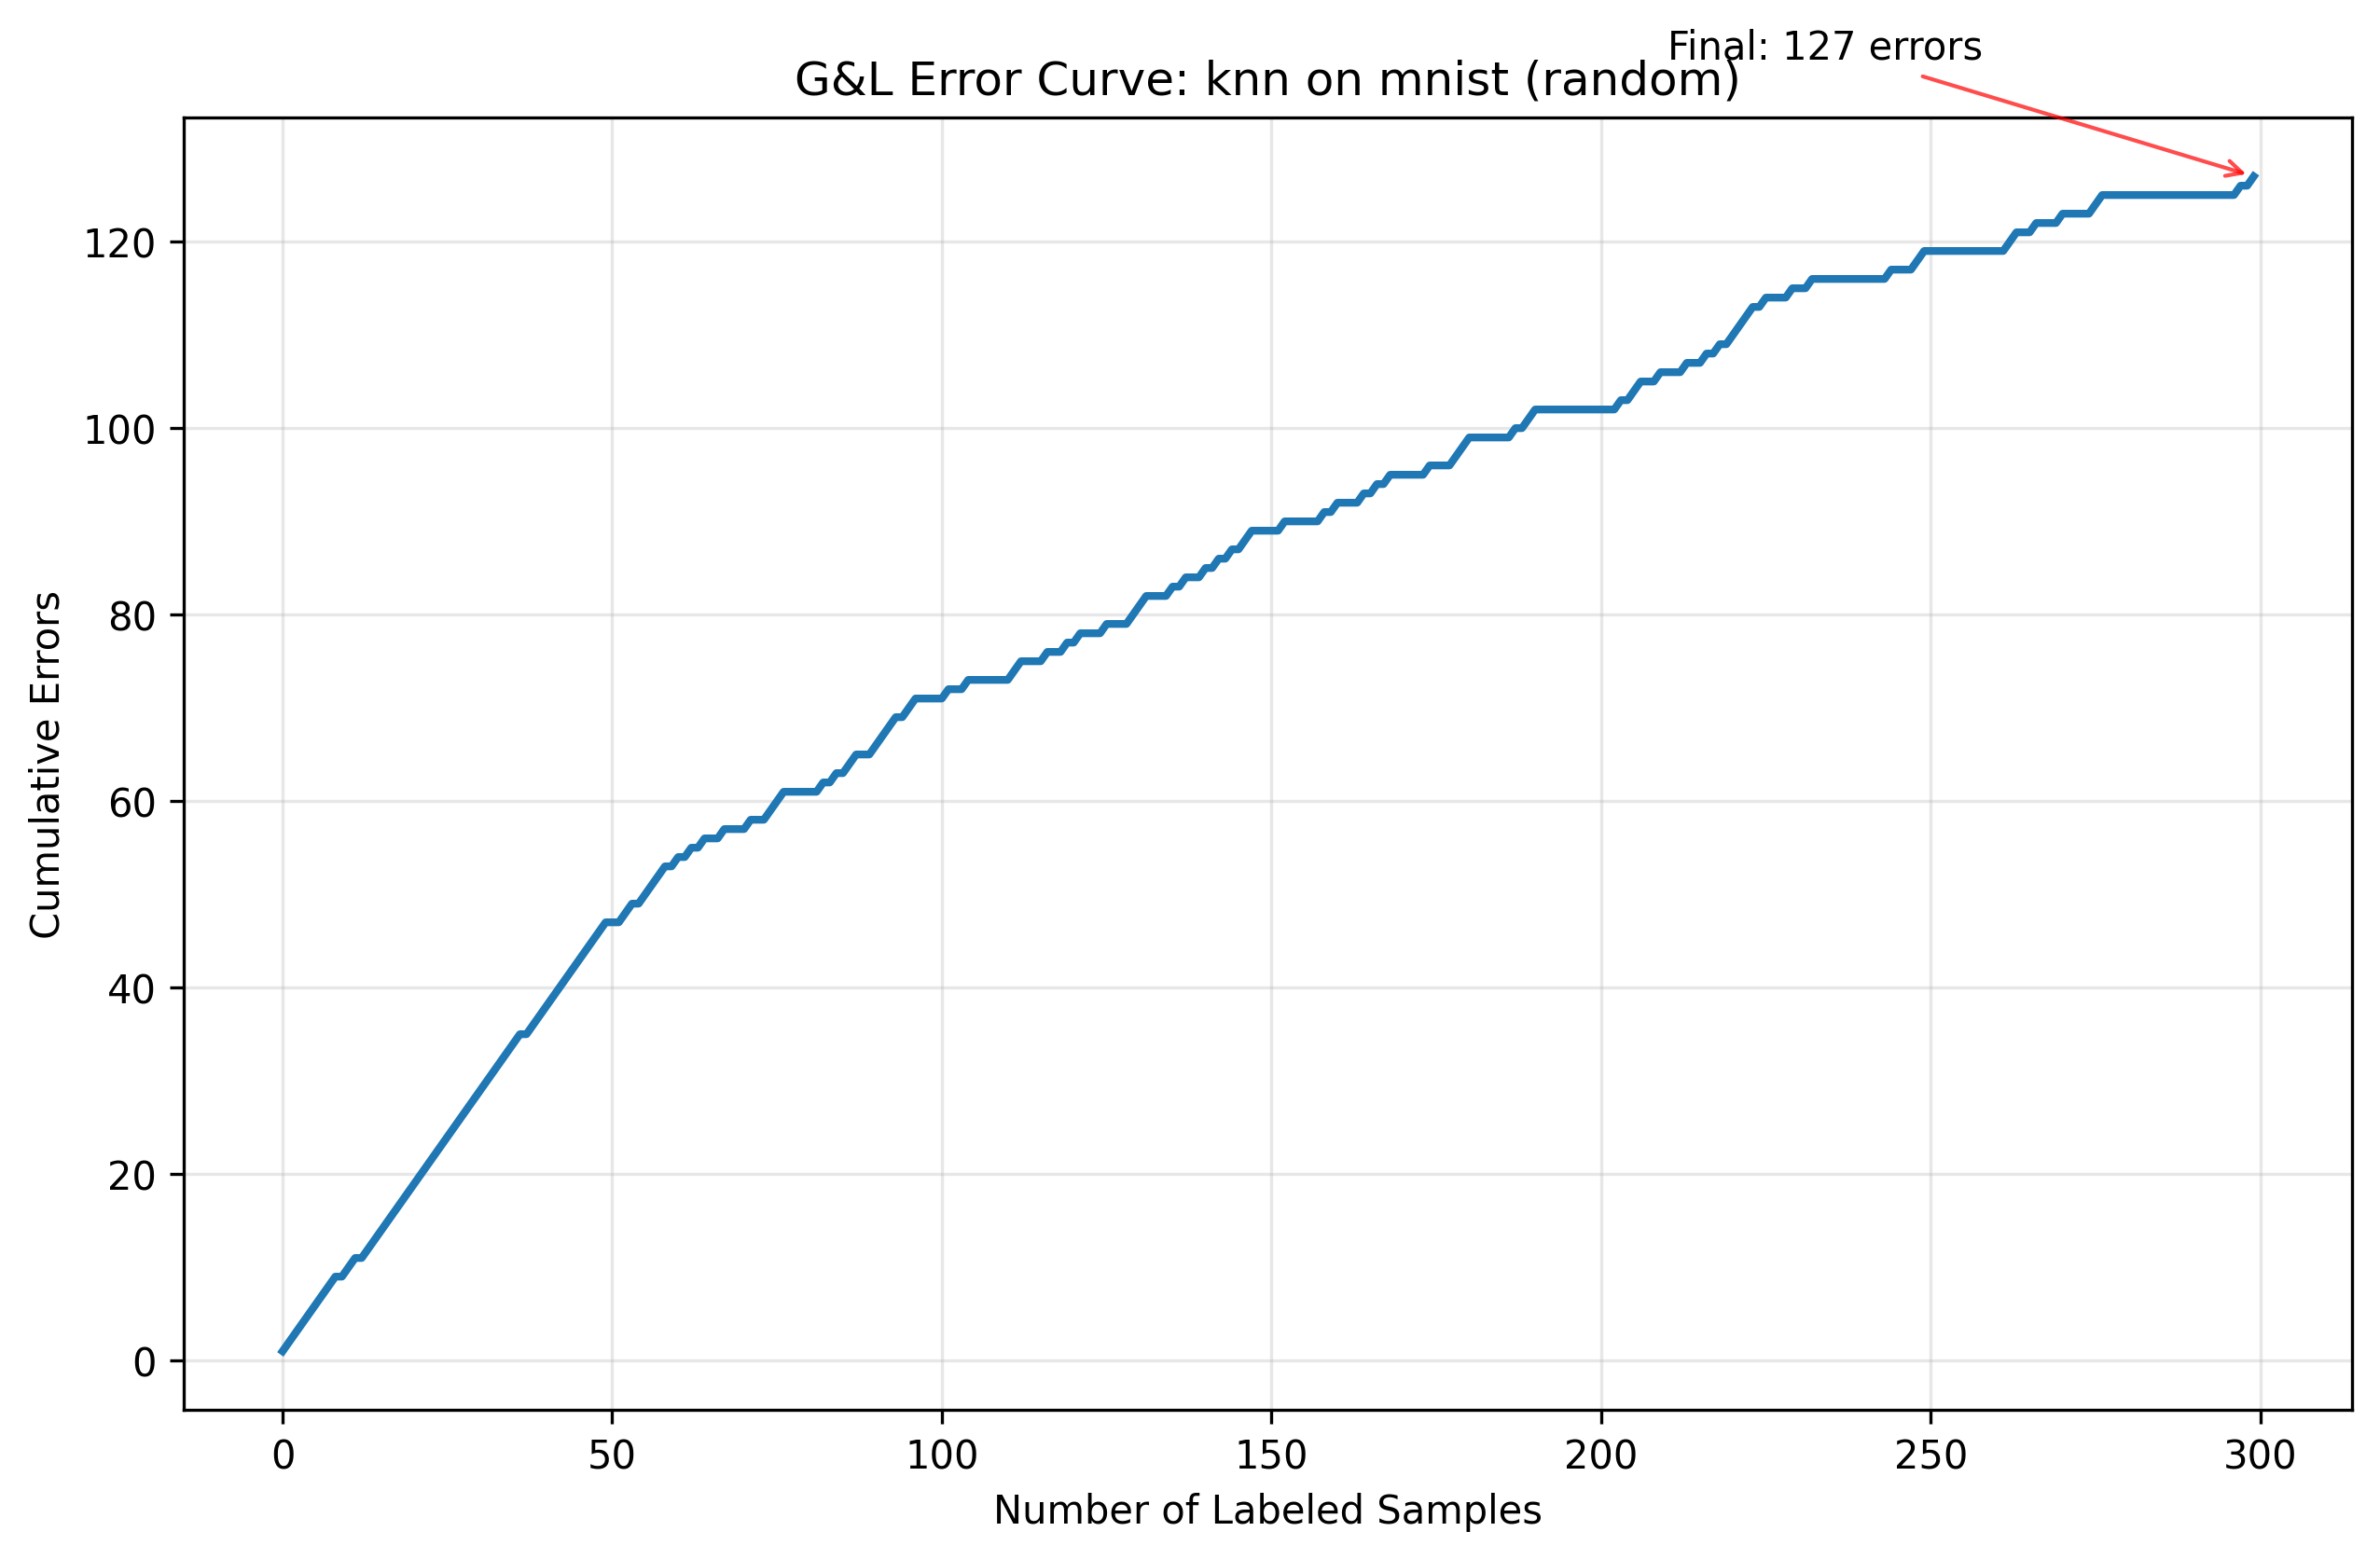 Final: 127 errors
G&L Error Curve: knn on mnist (random)
120
100
80
60
40
20
0
Cumulative Errors
0 50 100 150 200 250 300
Number of Labeled Samples